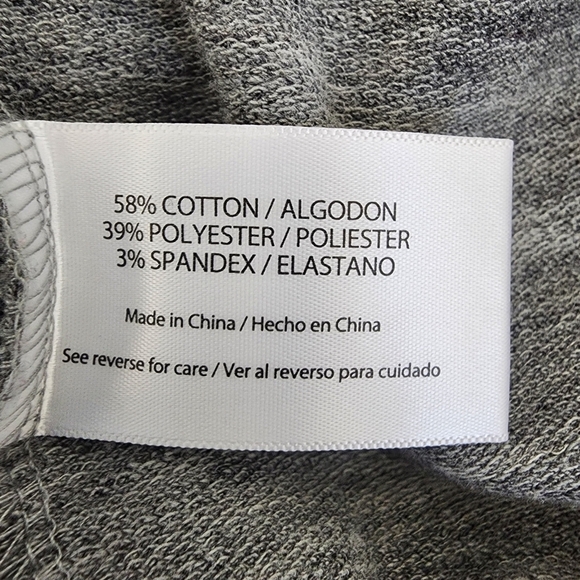 58% COTTON / ALGODON
39% POLYESTER / POLIESTER
3% SPANDEX / ELASTANO
Made in China / Hecho en China
See reverse for care / Ver al reverso para cuidado